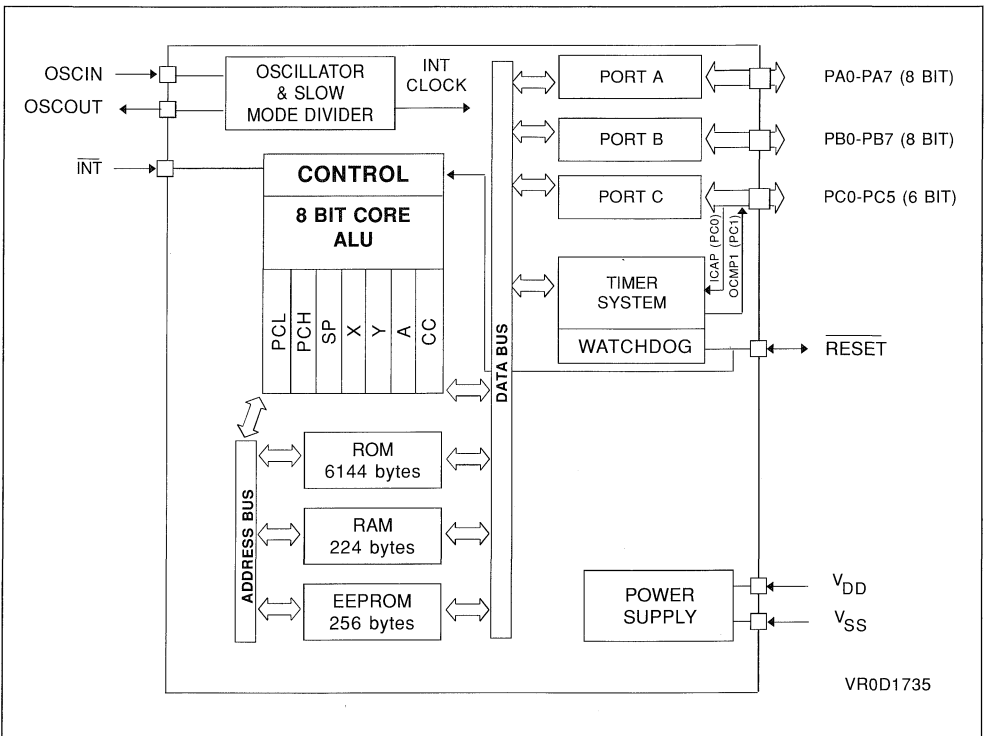 OSCIN
OSCOUT
OSCILLATOR
& SLOW
MODE DIVIDER
INT
CLOCK
PORT A
PA0-PA7 (8 BIT)
PORT B
PB0-PB7 (8 BIT)
INT
CONTROL
PORT C
PC0-PC5 (6 BIT)
8 BIT CORE
ALU
ICAP (PC0)
OCMP1 (PC1)
TIMER
SYSTEM
PCL
PCH
SP
X
Y
A
CC
DATA BUS
WATCHDOG
RESET
ADDRESS BUS
ROM
6144 bytes
RAM
224 bytes
EEPROM
256 bytes
POWER
SUPPLY
VDD
VSS
VR0D1735